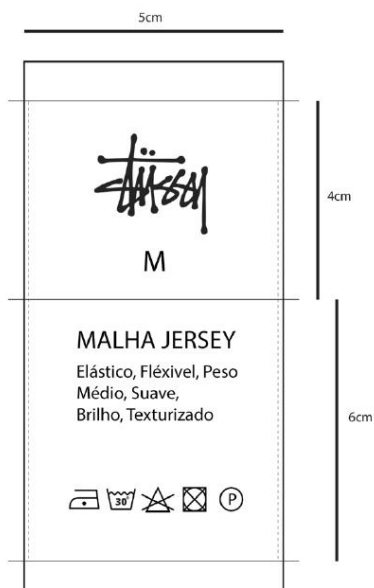 5cm
Stüssy
M
4cm
MALHA JERSEY
Elástico, Fléxivel, Peso
Médio, Suave,
Brilho, Texturizado
6cm
30°
P